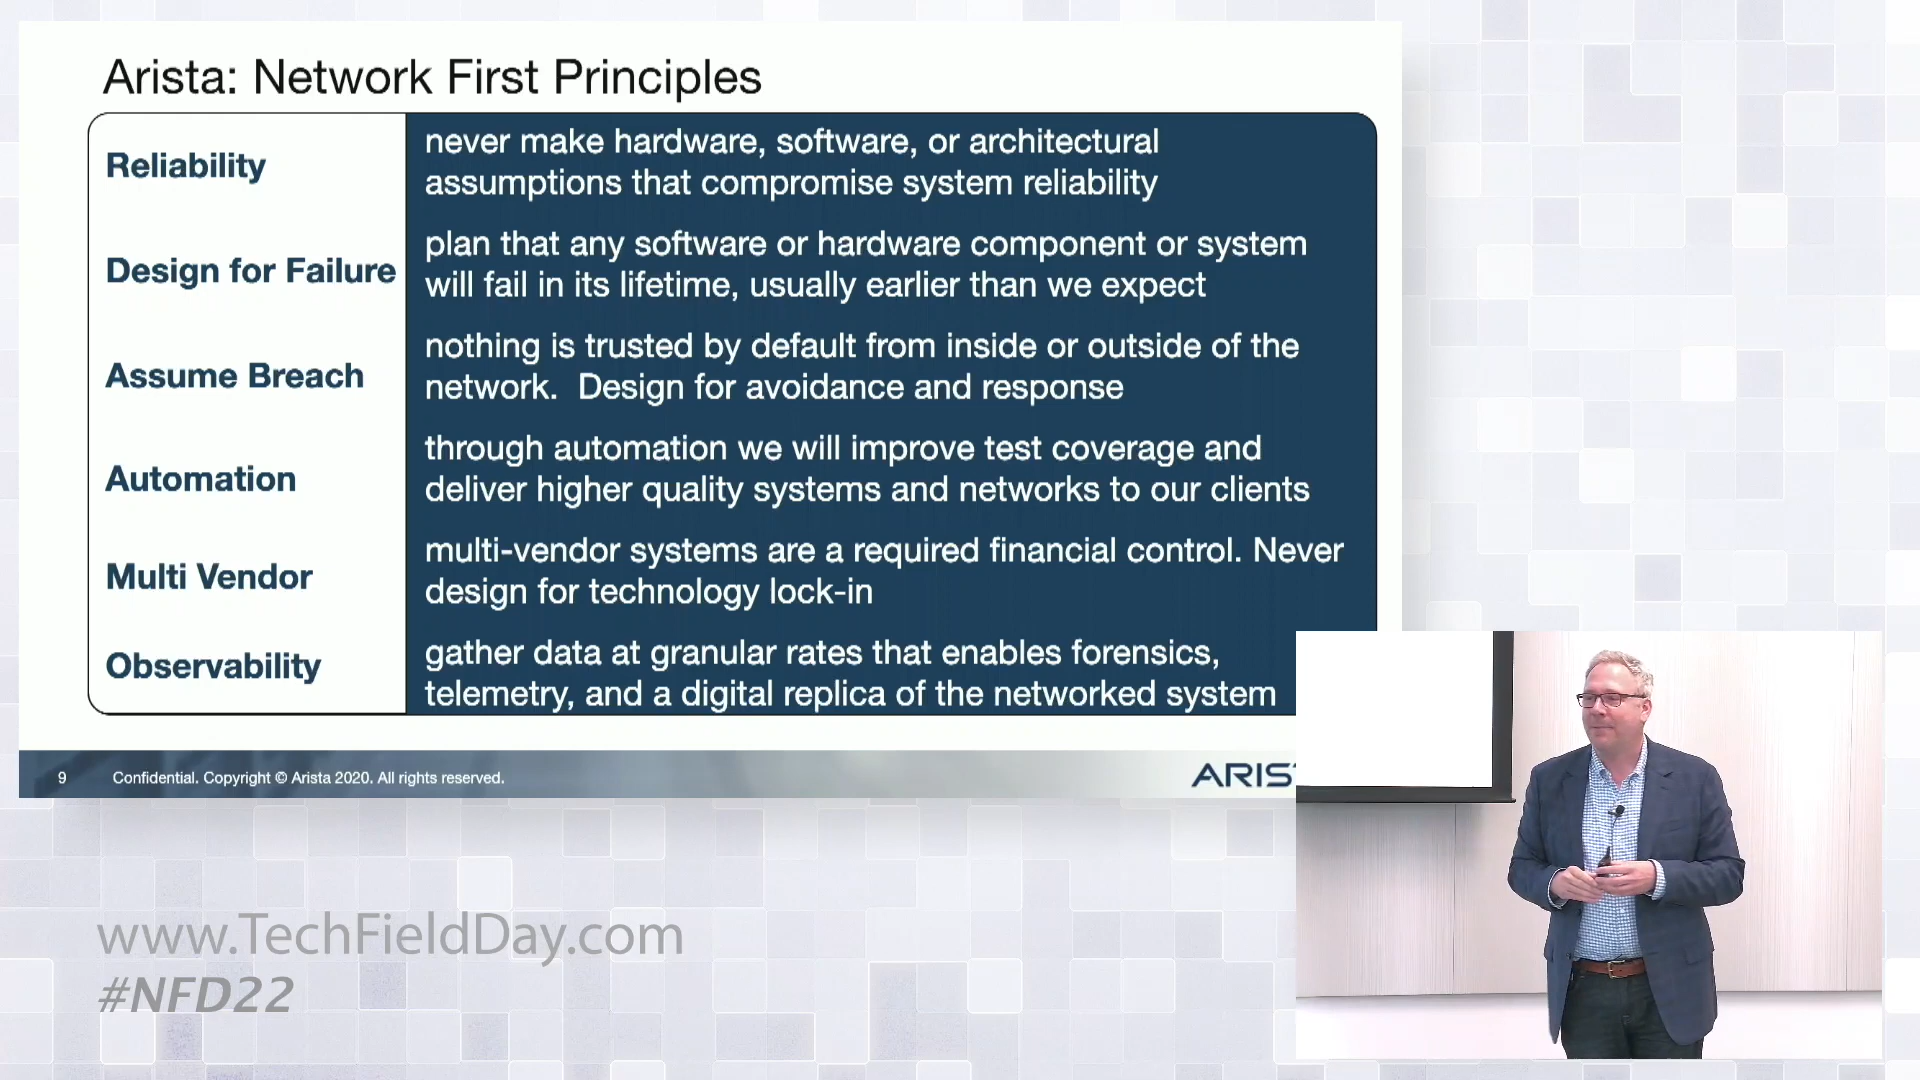 Arista: Network First Principles
Reliability
never make hardware, software, or architectural
assumptions that compromise system reliability
Design for Failure
plan that any software or hardware component or system
will fail in its lifetime, usually earlier than we expect
Assume Breach
nothing is trusted by default from inside or outside of the
network.  Design for avoidance and response
Automation
through automation we will improve test coverage and
deliver higher quality systems and networks to our clients
Multi Vendor
multi-vendor systems are a required financial control. Never
design for technology lock-in
Observability
gather data at granular rates that enables forensics,
telemetry, and a digital replica of the networked system
9
Confidential. Copyright © Arista 2020. All rights reserved.
www.TechFieldDay.com
#NFD22